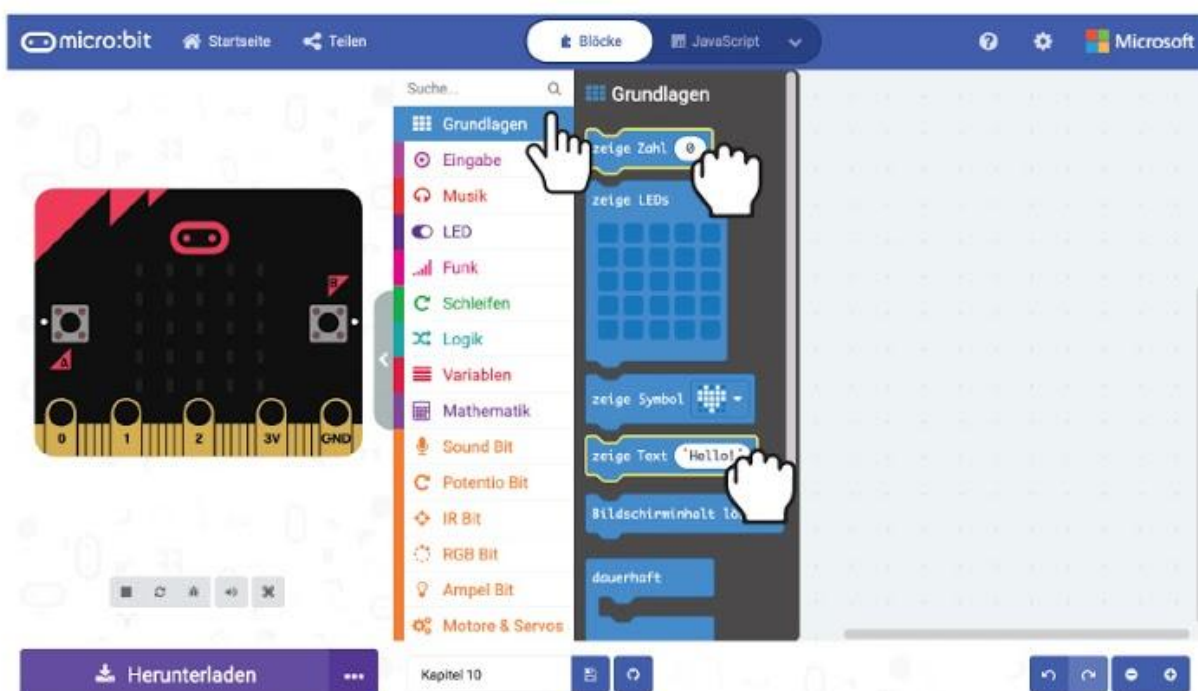 micro:bit Startseite Teilen Blöcke JavaScript Microsoft
Suche...
Grundlagen
Eingabe
Musik
LED
Funk
Schleifen
Logik
Variablen
Mathematik
Sound Bit
Potentio Bit
IR Bit
RGB Bit
Ampel Bit
Motore & Servos
Grundlagen
zeige Zahl 0
zeige LEDs
zeige Symbol
zeige Text "Hello!"
Bildschirminhalt
dauerhaft
B
A
0 1 2 3V GND
Herunterladen ...
Kapitel 10